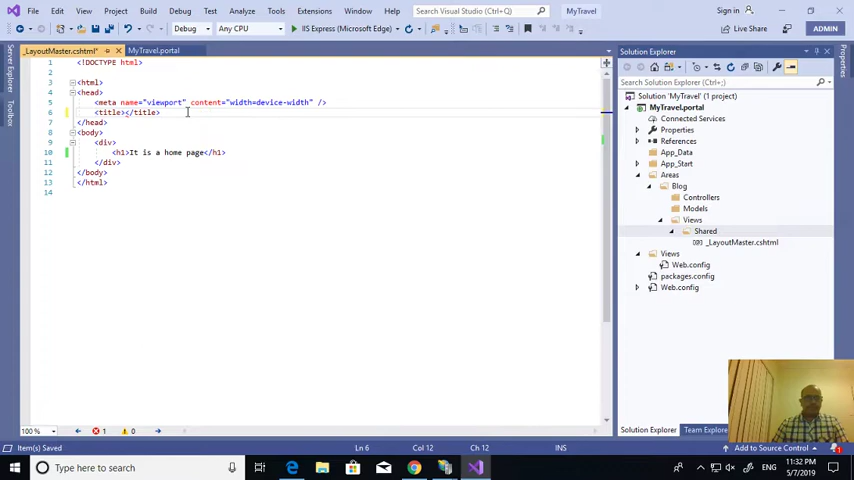 File Edit View Project Build Debug Team Analyze Tools Extensions Window Help Search Visual Studio (Ctrl+Q) MyTravel Sign in
Debug Any CPU IIS Express (Microsoft Edge) Live Share ADMIN
_LayoutMaster.cshtml* MyTravel.portal
Server Explorer
Toolbox
1 <!DOCTYPE html>
2
3 <html>
4 <head>
5 <meta name="viewport" content="width=device-width" />
6 <title></title>
7 </head>
8 <body>
9 <div>
10 <h1>It is a home page</h1>
11 </div>
12 </body>
13 </html>
14
100 % 1 0
Solution Explorer
Search Solution Explorer (Ctrl+;)
Solution 'MyTravel' (1 project)
MyTravel.portal
Connected Services
Properties
References
App_Data
App_Start
Areas
Blog
Controllers
Models
Views
Shared
_LayoutMaster.cshtml
Views
Web.config
packages.config
Web.config
Solution Explorer Team Explorer
Properties
Item(s) Saved Ln 6 Col 12 Ch 12 INS Add to Source Control 1
Type here to search ENG 11:32 PM
5/7/2019